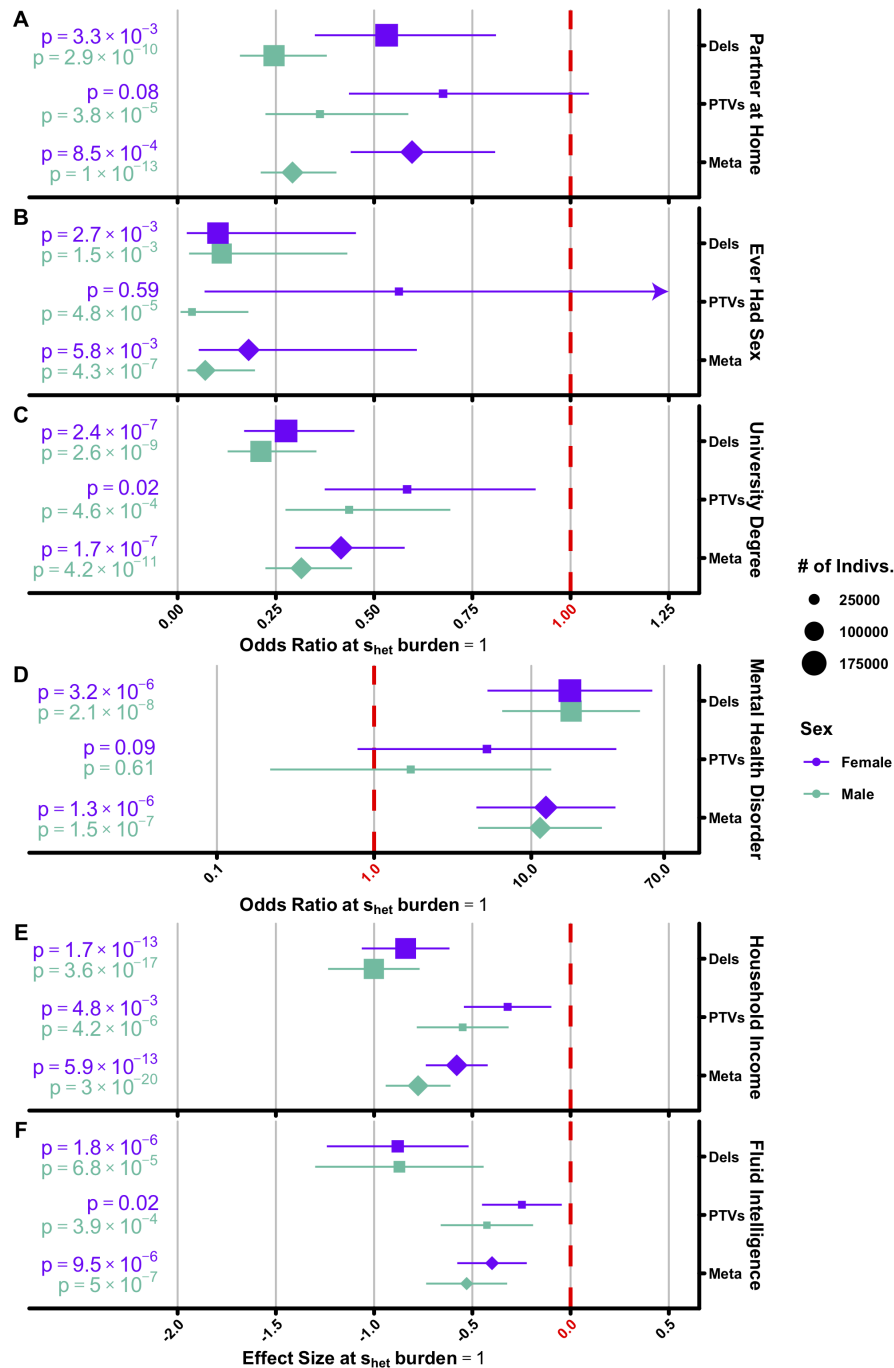 A
Partner at Home
p = 3.3 × 10⁻³
p = 2.9 × 10⁻¹⁰
Dels
p = 0.08
p = 3.8 × 10⁻⁵
PTVs
p = 8.5 × 10⁻⁴
p = 1 × 10⁻¹³
Meta
B
Ever Had Sex
p = 2.7 × 10⁻³
p = 1.5 × 10⁻³
Dels
p = 0.59
p = 4.8 × 10⁻⁵
PTVs
p = 5.8 × 10⁻³
p = 4.3 × 10⁻⁷
Meta
C
University Degree
p = 2.4 × 10⁻⁷
p = 2.6 × 10⁻⁹
Dels
p = 0.02
p = 4.6 × 10⁻⁴
PTVs
p = 1.7 × 10⁻⁷
p = 4.2 × 10⁻¹¹
Meta
0.00 0.25 0.50 0.75 1.00 1.25
Odds Ratio at s_het burden = 1
# of Indivs.
25000
100000
175000
Sex
Female
Male
D
Mental Health Disorder
p = 3.2 × 10⁻⁶
p = 2.1 × 10⁻⁸
Dels
p = 0.09
p = 0.61
PTVs
p = 1.3 × 10⁻⁶
p = 1.5 × 10⁻⁷
Meta
0.1 1.0 10.0 70.0
Odds Ratio at s_het burden = 1
E
Household Income
p = 1.7 × 10⁻¹³
p = 3.6 × 10⁻¹⁷
Dels
p = 4.8 × 10⁻³
p = 4.2 × 10⁻⁶
PTVs
p = 5.9 × 10⁻¹³
p = 3 × 10⁻²⁰
Meta
F
Fluid Intelligence
p = 1.8 × 10⁻⁶
p = 6.8 × 10⁻⁵
Dels
p = 0.02
p = 3.9 × 10⁻⁴
PTVs
p = 9.5 × 10⁻⁶
p = 5 × 10⁻⁷
Meta
-2.0 -1.0 -0.5 0.0 0.5
Effect Size at s_het burden = 1